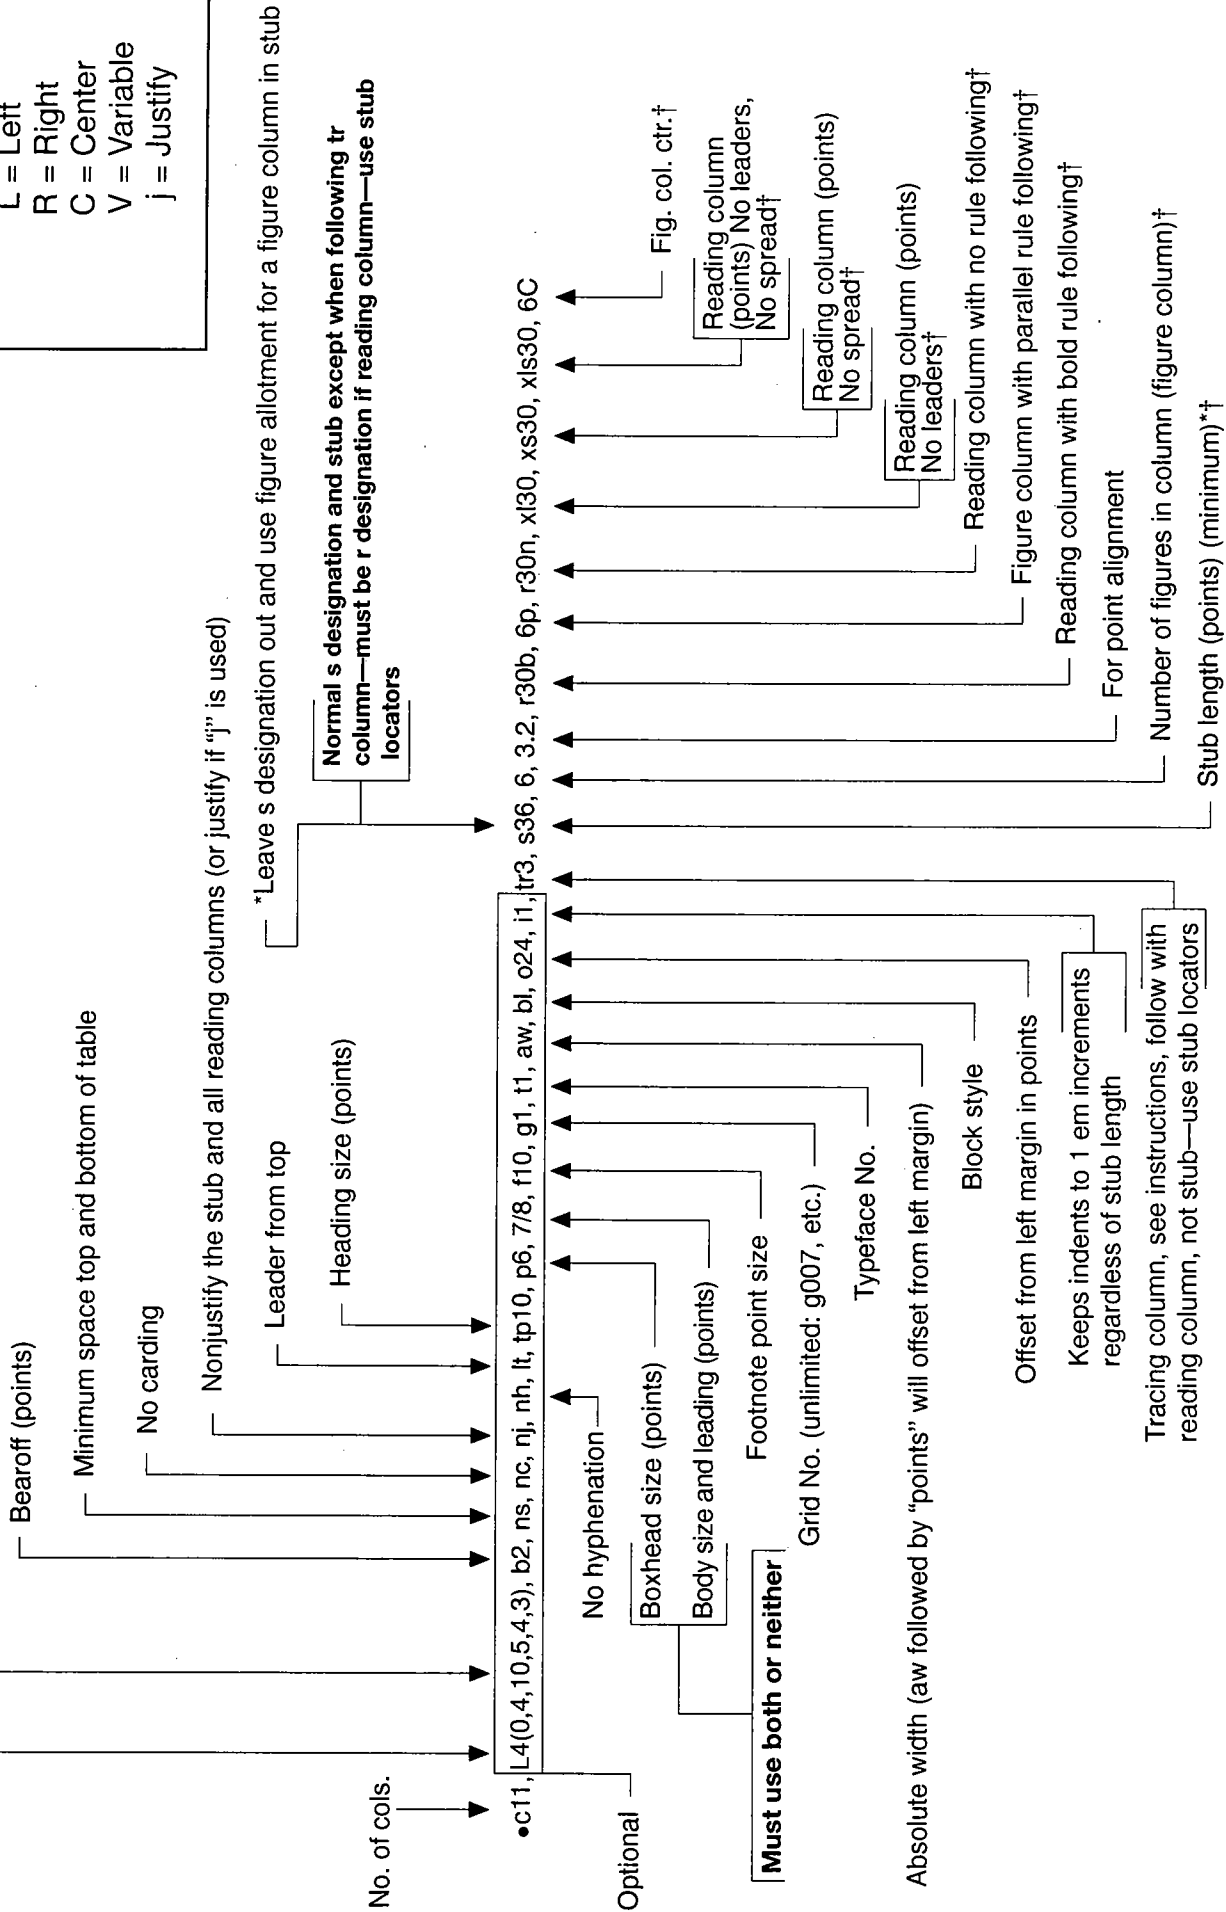 L = Left
R = Right
C = Center
V = Variable
j = Justify
Bearoff (points)
Minimum space top and bottom of table
No carding
Nonjustify the stub and all reading columns (or justify if “j” is used)
Leader from top
Heading size (points)
*Leave s designation out and use figure allotment for a figure column in stub
Normal s designation and stub except when following tr
column—must be r designation if reading column—use stub
locators
No. of cols.
•c11, L4(0,4,10,5,4,3), b2, ns, nc, nj, nh, lt, tp10, p6, 7/8, f10, g1, t1, aw, bl, o24, i1, tr3, s36, 6, 3.2, r30b, 6p, r30n, xl30, xs30, xls30, 6C
Optional
No hyphenation
Boxhead size (points)
Body size and leading (points)
Must use both or neither
Footnote point size
Grid No. (unlimited: g007, etc.)
Typeface No.
Absolute width (aw followed by “points” will offset from left margin)
Block style
Offset from left margin in points
Keeps indents to 1 em increments
regardless of stub length
Tracing column, see instructions, follow with
reading column, not stub—use stub locators
Fig. col. ctr.†
Reading column
(points) No leaders,
No spread†
Reading column (points)
No spread†
Reading column (points)
No leaders†
Reading column with no rule following†
Figure column with parallel rule following†
Reading column with bold rule following†
For point alignment
Number of figures in column (figure column)†
Stub length (points) (minimum)*†